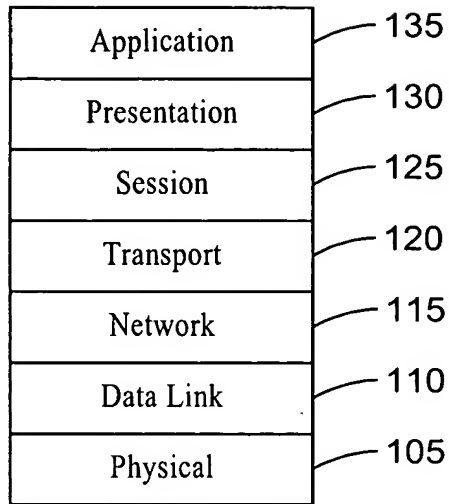 Application 135
Presentation 130
Session 125
Transport 120
Network 115
Data Link 110
Physical 105